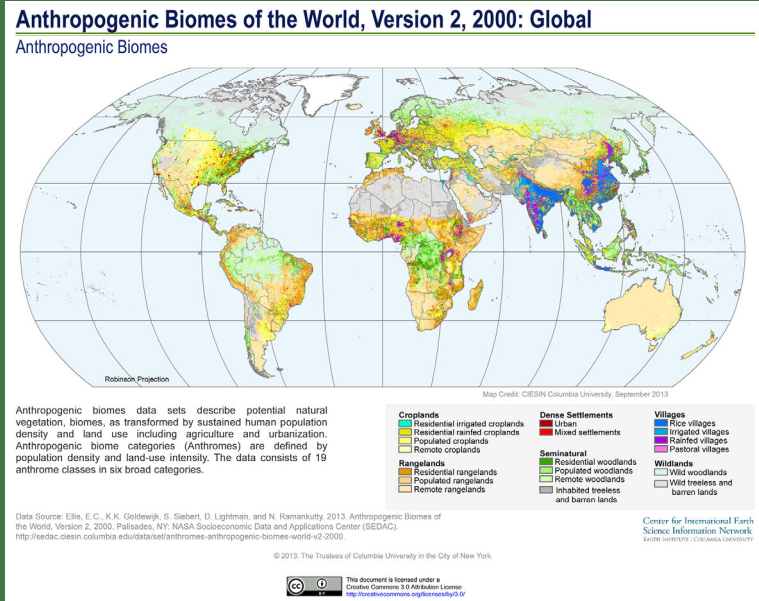 Anthropogenic Biomes of the World, Version 2, 2000: Global
Anthropogenic Biomes
Robinson Projection
Map Credit: CIESIN Columbia University, September 2013
Anthropogenic biomes data sets describe potential natural
vegetation, biomes, as transformed by sustained human population
density and land use including agriculture and urbanization.
Anthropogenic biome categories (Anthromes) are defined by
population density and land-use intensity. The data consists of 19
anthrome classes in six broad categories.
Croplands
Residential irrigated croplands
Residential rainfed croplands
Populated croplands
Remote croplands
Rangelands
Residential rangelands
Populated rangelands
Remote rangelands
Dense Settlements
Urban
Mixed settlements
Seminatural
Residential woodlands
Populated woodlands
Remote woodlands
Inhabited treeless
and barren lands
Villages
Rice villages
Irrigated villages
Rainfed villages
Pastoral villages
Wildlands
Wild woodlands
Wild treeless and
barren lands
Data Source: Ellis, E.C., K.K. Goldewijk, S. Siebert, D. Lightman, and N. Ramankutty. 2013. Anthropogenic Biomes of
the World, Version 2, 2000. Palisades, NY: NASA Socioeconomic Data and Applications Center (SEDAC).
http://sedac.ciesin.columbia.edu/data/set/anthromes-anthropogenic-biomes-world-v2-2000.
Center for International Earth
Science Information Network
EARTH INSTITUTE | COLUMBIA UNIVERSITY
© 2013. The Trustees of Columbia University in the City of New York.
cc
BY
This document is licensed under a
Creative Commons 3.0 Attribution License
http://creativecommons.org/licenses/by/3.0/